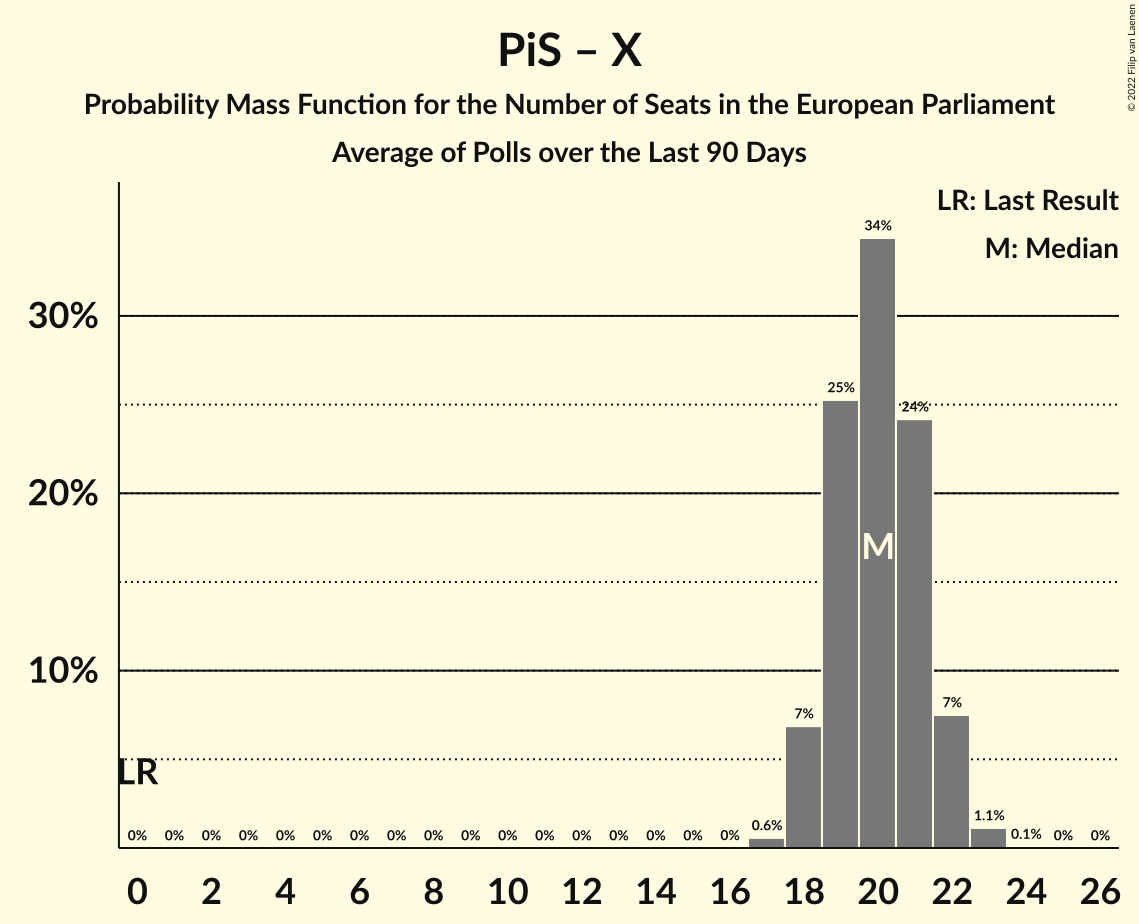 PiS – X
Probability Mass Function for the Number of Seats in the European Parliament
Average of Polls over the Last 90 Days
© 2022 Filip van Laenen
LR: Last Result
M: Median
30%
20%
10%
34%
25%
24%
M
7%
7%
LR
0% 0% 0% 0% 0% 0% 0% 0% 0% 0% 0% 0% 0% 0% 0% 0% 0% 0.6% 1.1% 0.1% 0% 0%
0 2 4 6 8 10 12 14 16 18 20 22 24 26